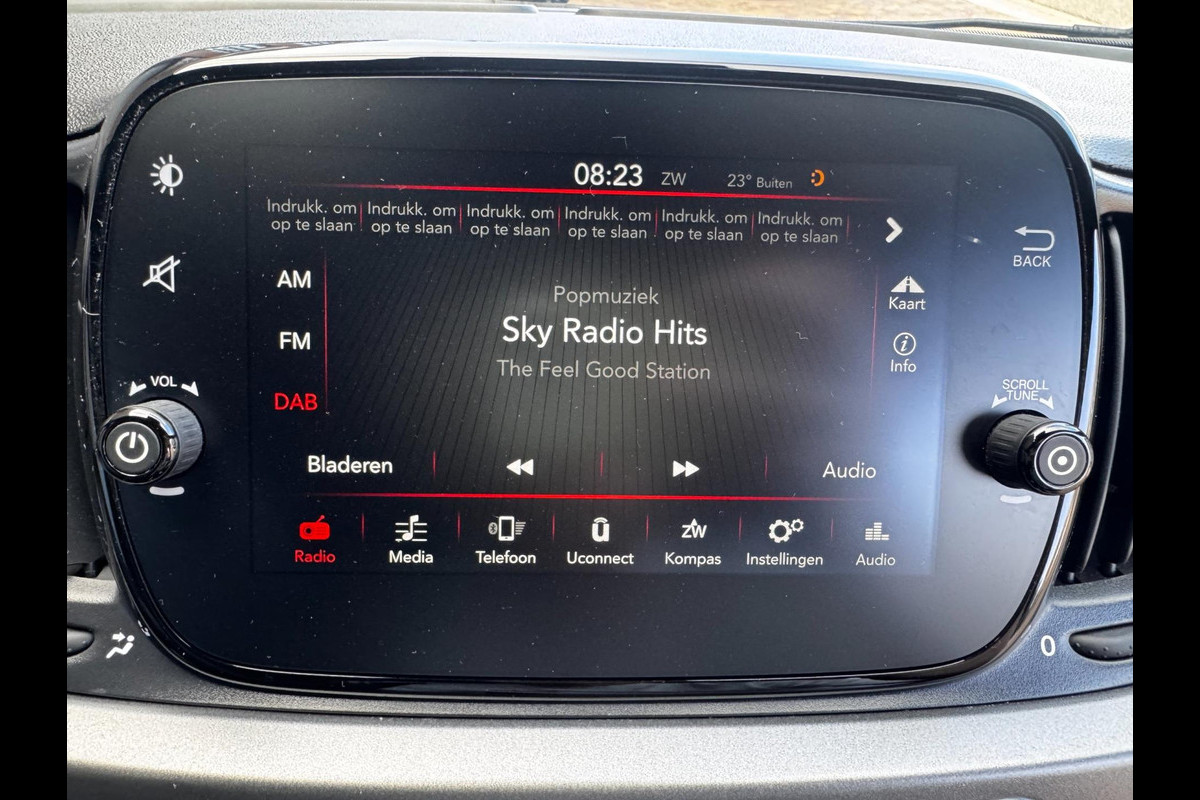 08:23 ZW 23° Buiten
Indrukk. om Indrukk. om Indrukk. om Indrukk. om Indrukk. om Indrukk. om
op te slaan op te slaan op te slaan op te slaan op te slaan op te slaan
BACK
AM
Kaart
Popmuziek
Sky Radio Hits
FM
The Feel Good Station
Info
VOL
SCROLL
TUNE
DAB
Bladeren
Audio
ZW
Radio Media Telefoon Uconnect Kompas Instellingen Audio
0